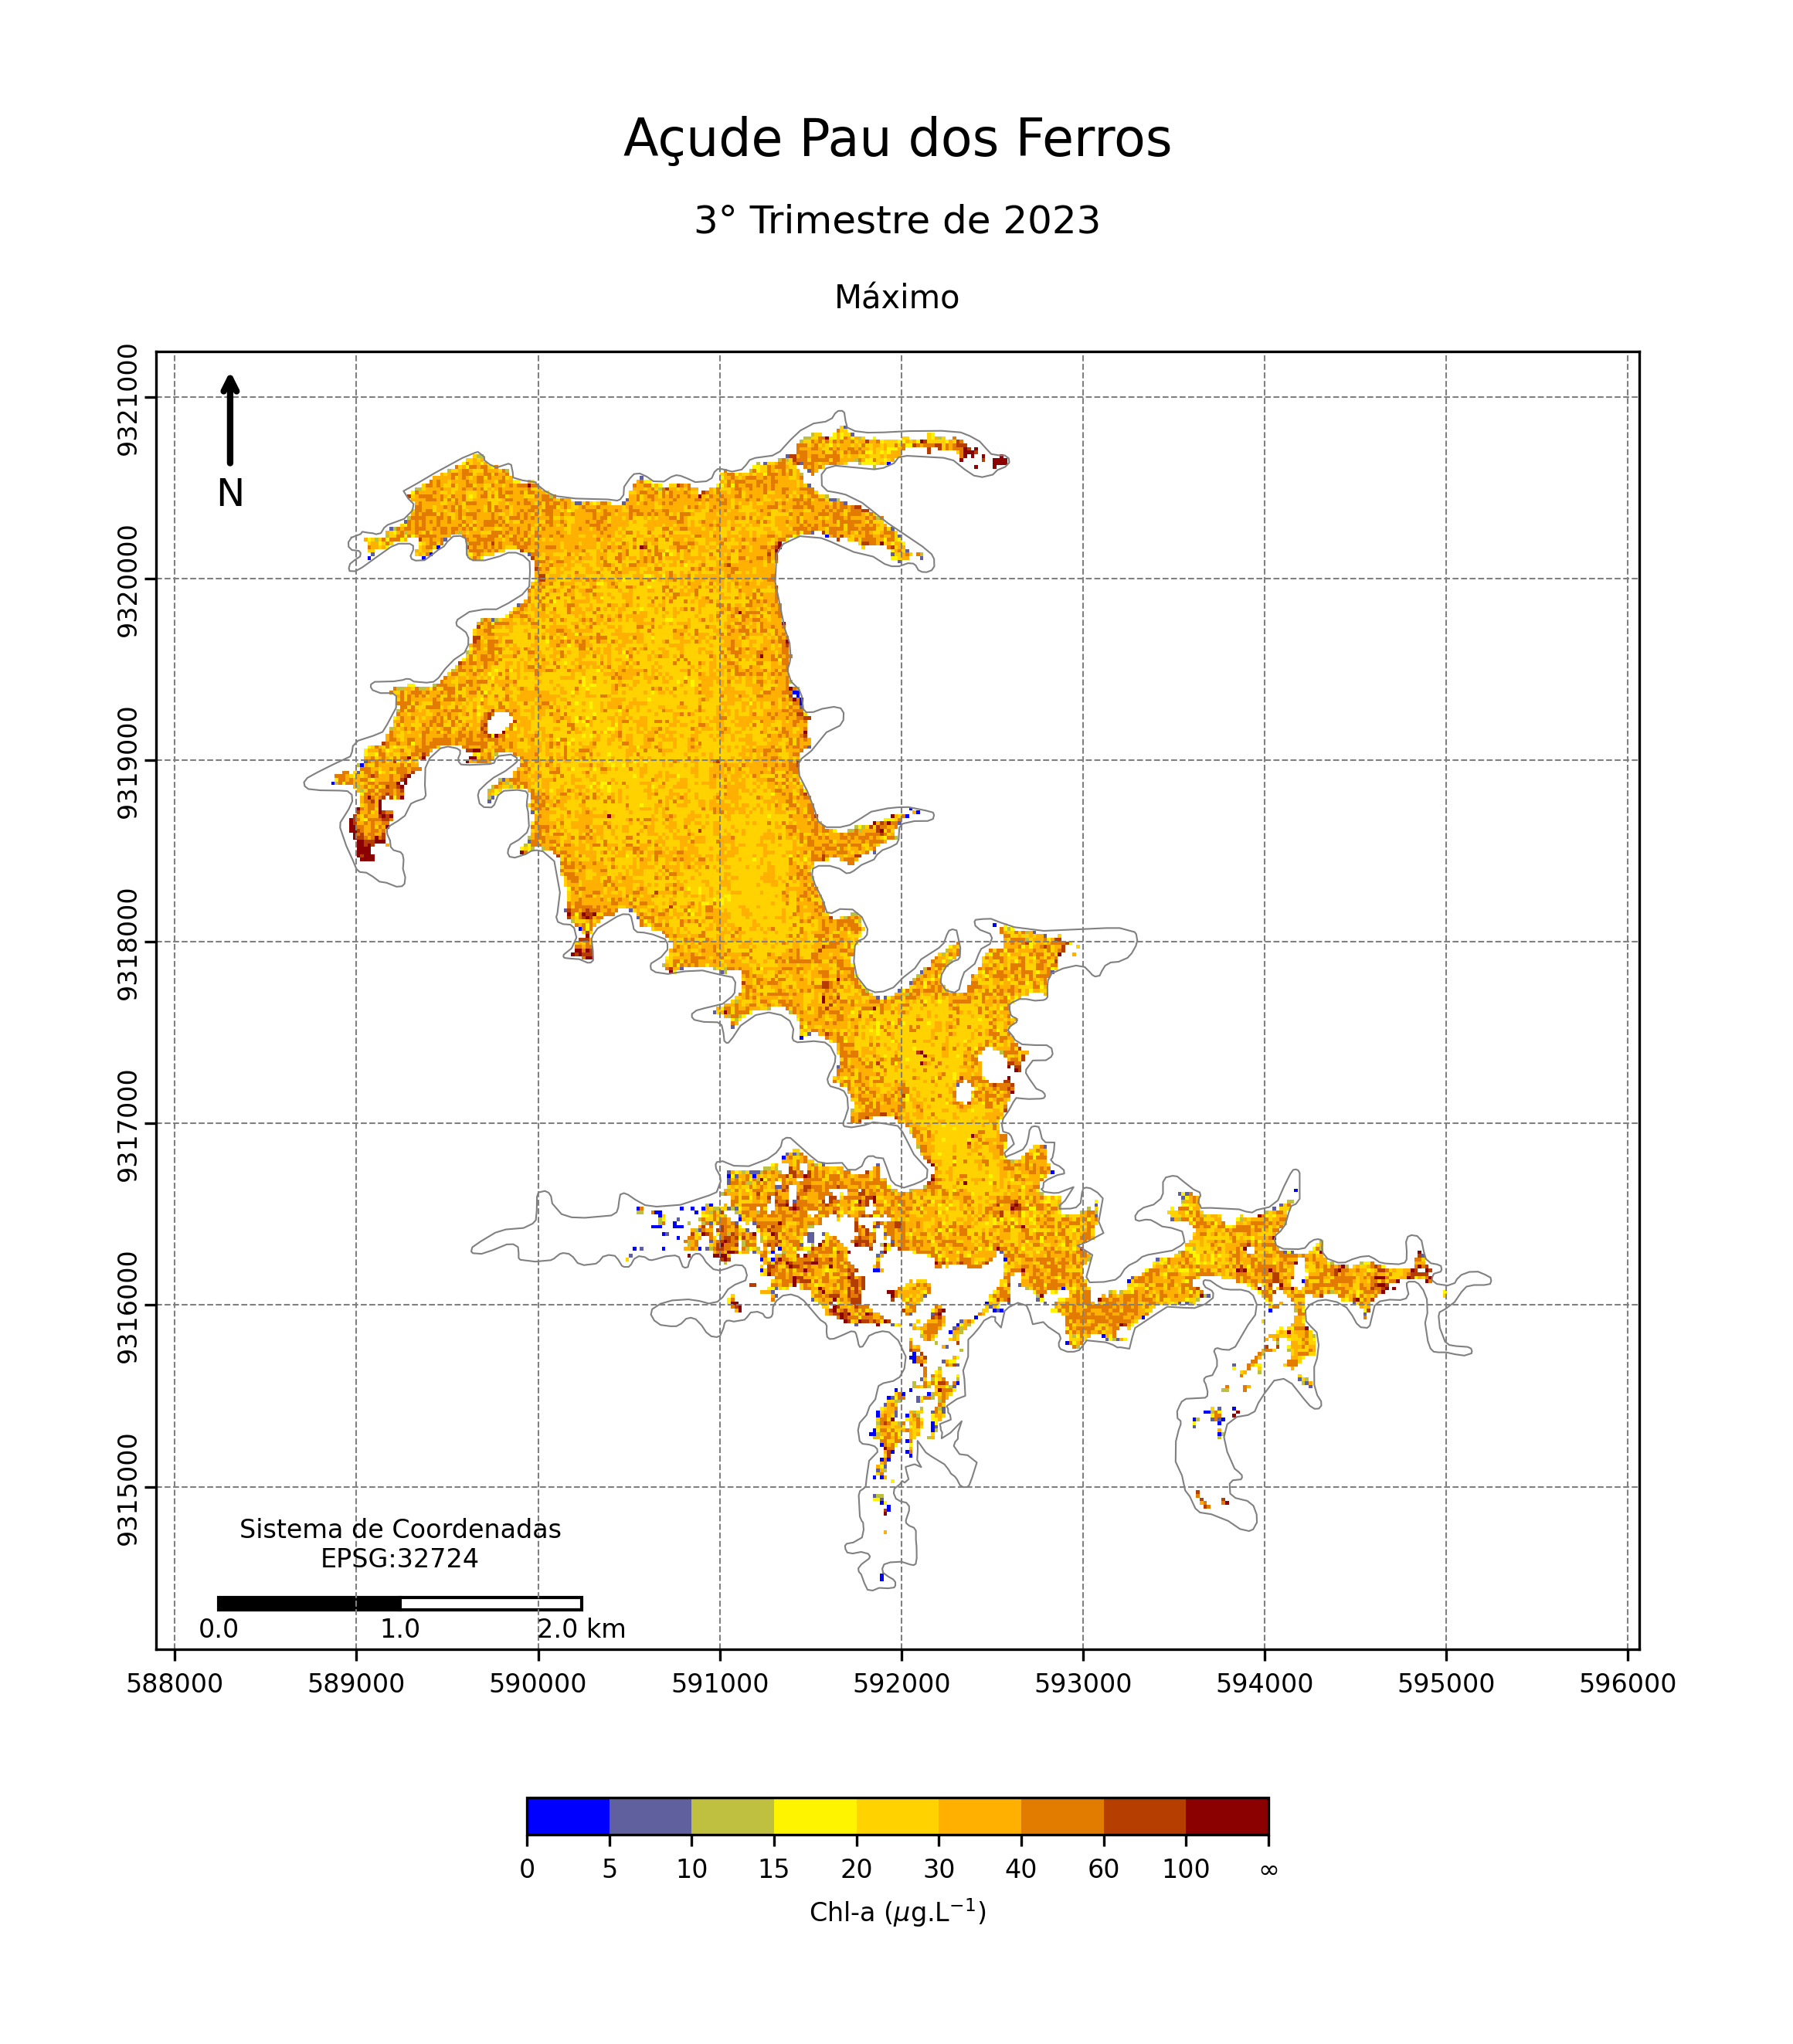 Açude Pau dos Ferros
3° Trimestre de 2023
Máximo
9321000
9320000
9319000
9318000
9317000
9316000
9315000
N
Sistema de Coordenadas
EPSG:32724
0.0 1.0 2.0 km
588000 589000 590000 591000 592000 593000 594000 595000 596000
0 5 10 15 20 30 40 60 100 ∞
Chl-a (μg.L⁻¹)